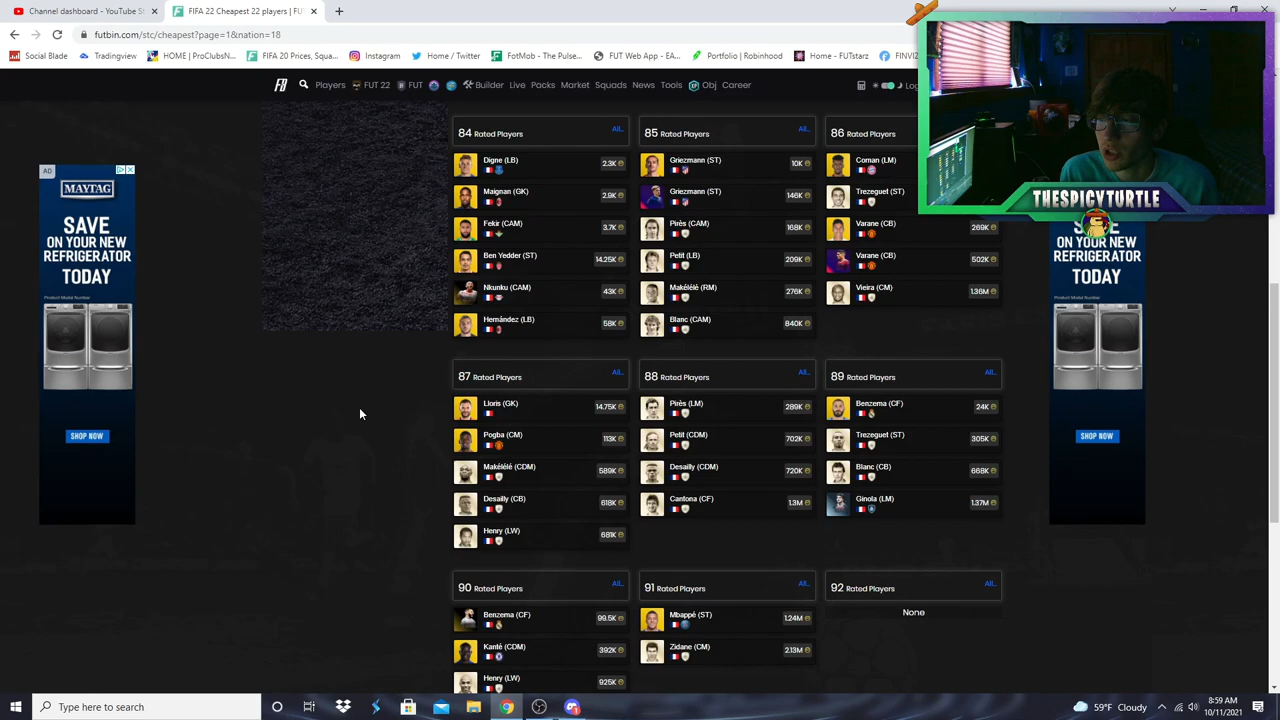 Channel dashboard - YouTube St
FIFA 22 Cheapest 22 players | FU
futbin.com/stc/cheapest?page=1&nation=18
Social Blade
Tradingview
HOME | ProClubsN...
FIFA 20 Prices, Squa...
Instagram
Home / Twitter
FotMob - The Pulse...
FUT Web App - EA...
Portfolio | Robinhood
Home - FUTstarz
FINVIZ
Players
FUT 22
FUT
Builder
Live
Packs
Market
Squads
News
Tools
Obj
Career
Log
THESPICYTURTLE
84 Rated Players All..
Digne (LB) 2.3K
Maignan (GK) 2.9K
Fekir (CAM) 3.7K
Ben Yedder (ST) 14.25K
Nkunku (CAM) 43K
Hernández (LB) 58K
85 Rated Players All..
Griezmann (ST) 10K
Griezmann (ST) 146K
Pirès (CAM) 168K
Petit (LB) 209K
Makélélé (RM) 276K
Blanc (CAM) 840K
86 Rated Players
Coman (LM)
Trezeguet (ST)
Varane (CB) 269K
Varane (CB) 502K
Vieira (CM) 1.36M
87 Rated Players All..
Lloris (GK) 14.75K
Pogba (CM) 113K
Makélélé (CDM) 589K
Desailly (CB) 618K
Henry (LW) 681K
88 Rated Players All..
Pirès (LM) 289K
Petit (CDM) 702K
Desailly (CDM) 720K
Cantona (CF) 1.3M
89 Rated Players All..
Benzema (CF) 24K
Trezeguet (ST) 305K
Blanc (CB) 668K
Ginola (LM) 1.37M
90 Rated Players All..
Benzema (CF) 99.5K
Kanté (CDM) 392K
Henry (LW) 925K
91 Rated Players All..
Mbappé (ST) 1.24M
Zidane (CM) 2.13M
92 Rated Players All..
None
AD
MAYTAG
SAVE
ON YOUR NEW
REFRIGERATOR
TODAY
Product Modal Number
SHOP NOW
ON YOUR NEW
REFRIGERATOR
TODAY
Product Modal Number
SHOP NOW
Type here to search
59°F Cloudy
8:59 AM
10/11/2021